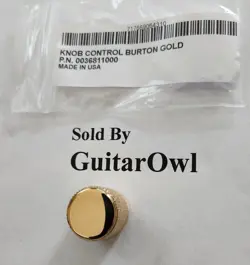 KNOB CONTROL BURTON GOLD
P.N. 0036811000
MADE IN USA
Sold By
GuitarOwl